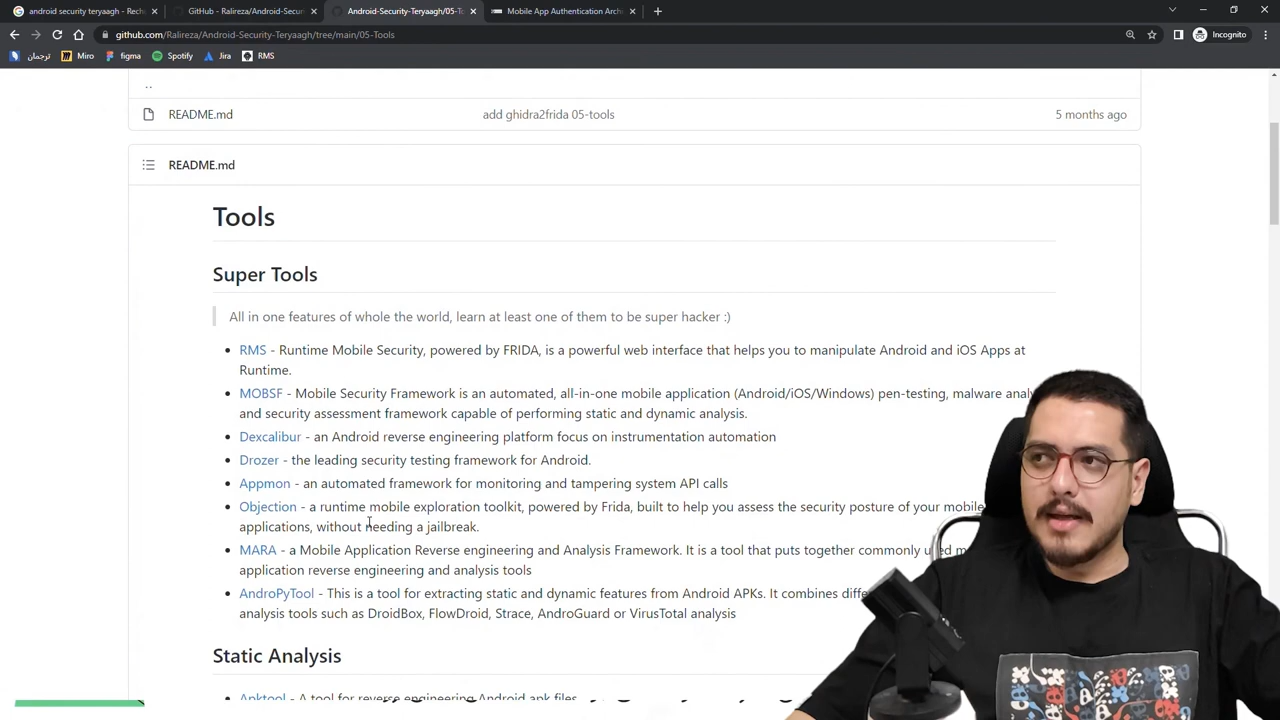 android security teryaagh - Reche
GitHub - Ralireza/Android-Securi
Android-Security-Teryaagh/05-To
Mobile App Authentication Arch
github.com/Ralireza/Android-Security-Teryaagh/tree/main/05-Tools
Incognito
ترجمان
Miro
figma
Spotify
Jira
RMS
..
README.md
add ghidra2frida 05-tools
5 months ago
README.md
Tools
Super Tools
All in one features of whole the world, learn at least one of them to be super hacker :)
RMS - Runtime Mobile Security, powered by FRIDA, is a powerful web interface that helps you to manipulate Android and iOS Apps at
Runtime.
MOBSF - Mobile Security Framework is an automated, all-in-one mobile application (Android/iOS/Windows) pen-testing, malware analy
and security assessment framework capable of performing static and dynamic analysis.
Dexcalibur - an Android reverse engineering platform focus on instrumentation automation
Drozer - the leading security testing framework for Android.
Appmon - an automated framework for monitoring and tampering system API calls
Objection - a runtime mobile exploration toolkit, powered by Frida, built to help you assess the security posture of your mobile
applications, without needing a jailbreak.
MARA - a Mobile Application Reverse engineering and Analysis Framework. It is a tool that puts together commonly
application reverse engineering and analysis tools
AndroPyTool - This is a tool for extracting static and dynamic features from Android APKs. It combines diffe
analysis tools such as DroidBox, FlowDroid, Strace, AndroGuard or VirusTotal analysis
Static Analysis
Apktool - A tool for reverse engineering Android apk files